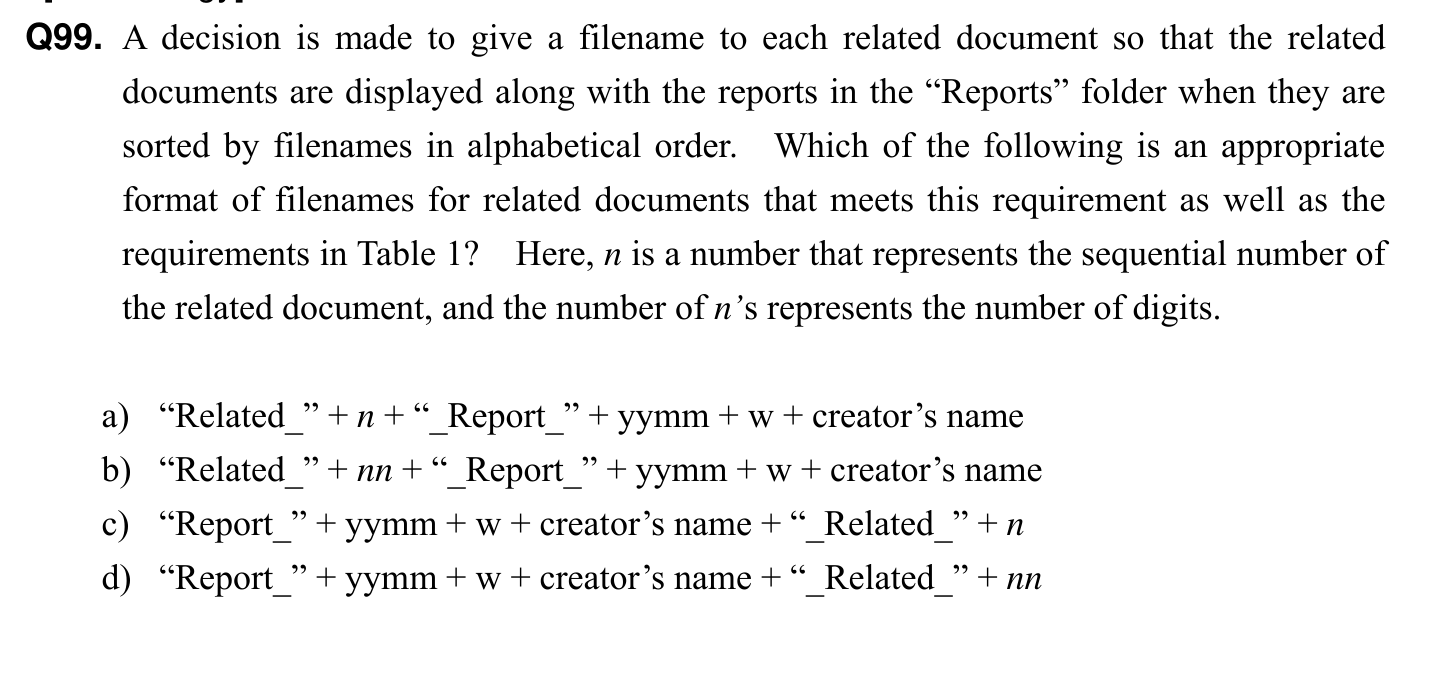 Q99. A decision is made to give a filename to each related document so that the related
documents are displayed along with the reports in the “Reports” folder when they are
sorted by filenames in alphabetical order. Which of the following is an appropriate
format of filenames for related documents that meets this requirement as well as the
requirements in Table 1? Here, n is a number that represents the sequential number of
the related document, and the number of n’s represents the number of digits.
a) “Related_” + n + “_Report_” + yymm + w + creator’s name
b) “Related_” + nn + “_Report_” + yymm + w + creator’s name
c) “Report_” + yymm + w + creator’s name + “_Related_” + n
d) “Report_” + yymm + w + creator’s name + “_Related_” + nn